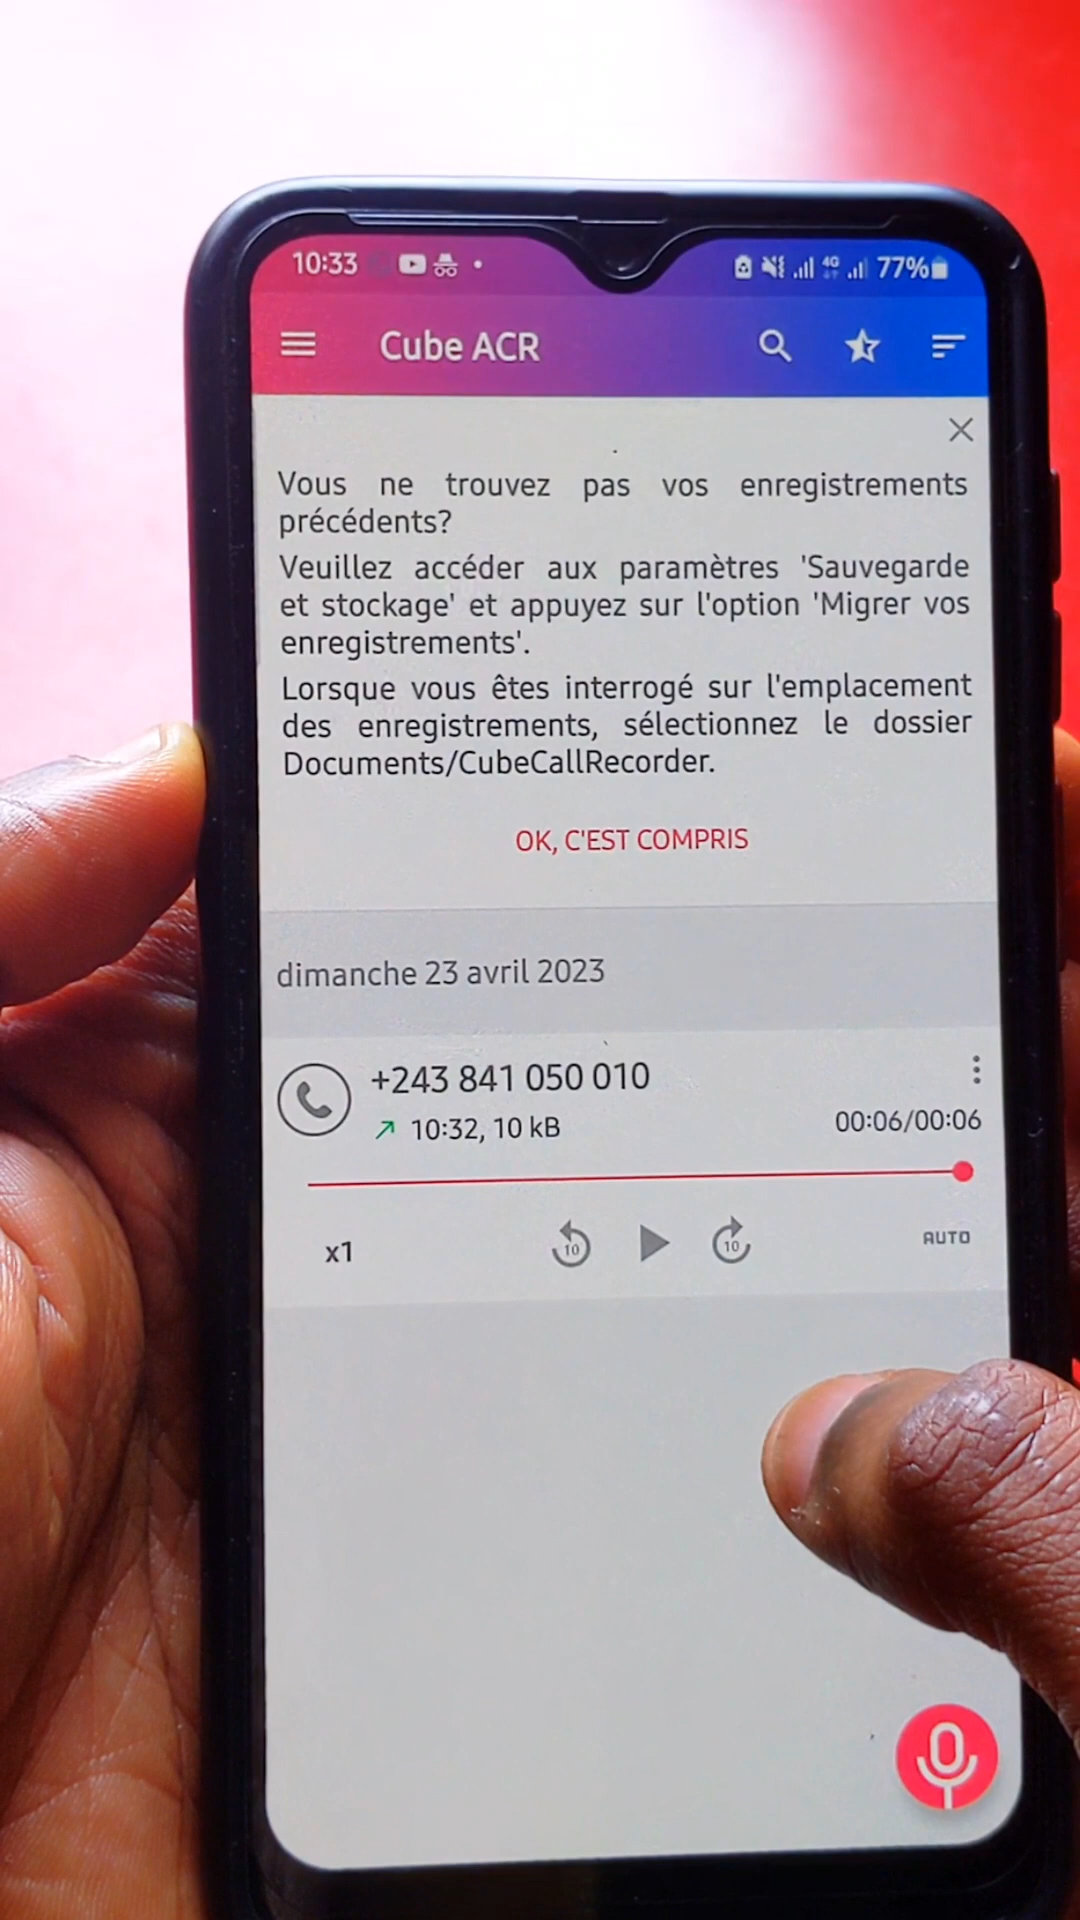 10:33 4G 77%
Cube ACR
Vous ne trouvez pas vos enregistrements
précédents?
Veuillez accéder aux paramètres 'Sauvegarde
et stockage' et appuyez sur l'option 'Migrer vos
enregistrements'.
Lorsque vous êtes interrogé sur l'emplacement
des enregistrements, sélectionnez le dossier
Documents/CubeCallRecorder.
OK, C'EST COMPRIS
dimanche 23 avril 2023
+243 841 050 010
10:32, 10 kB 00:06/00:06
x1 10 10 AUTO